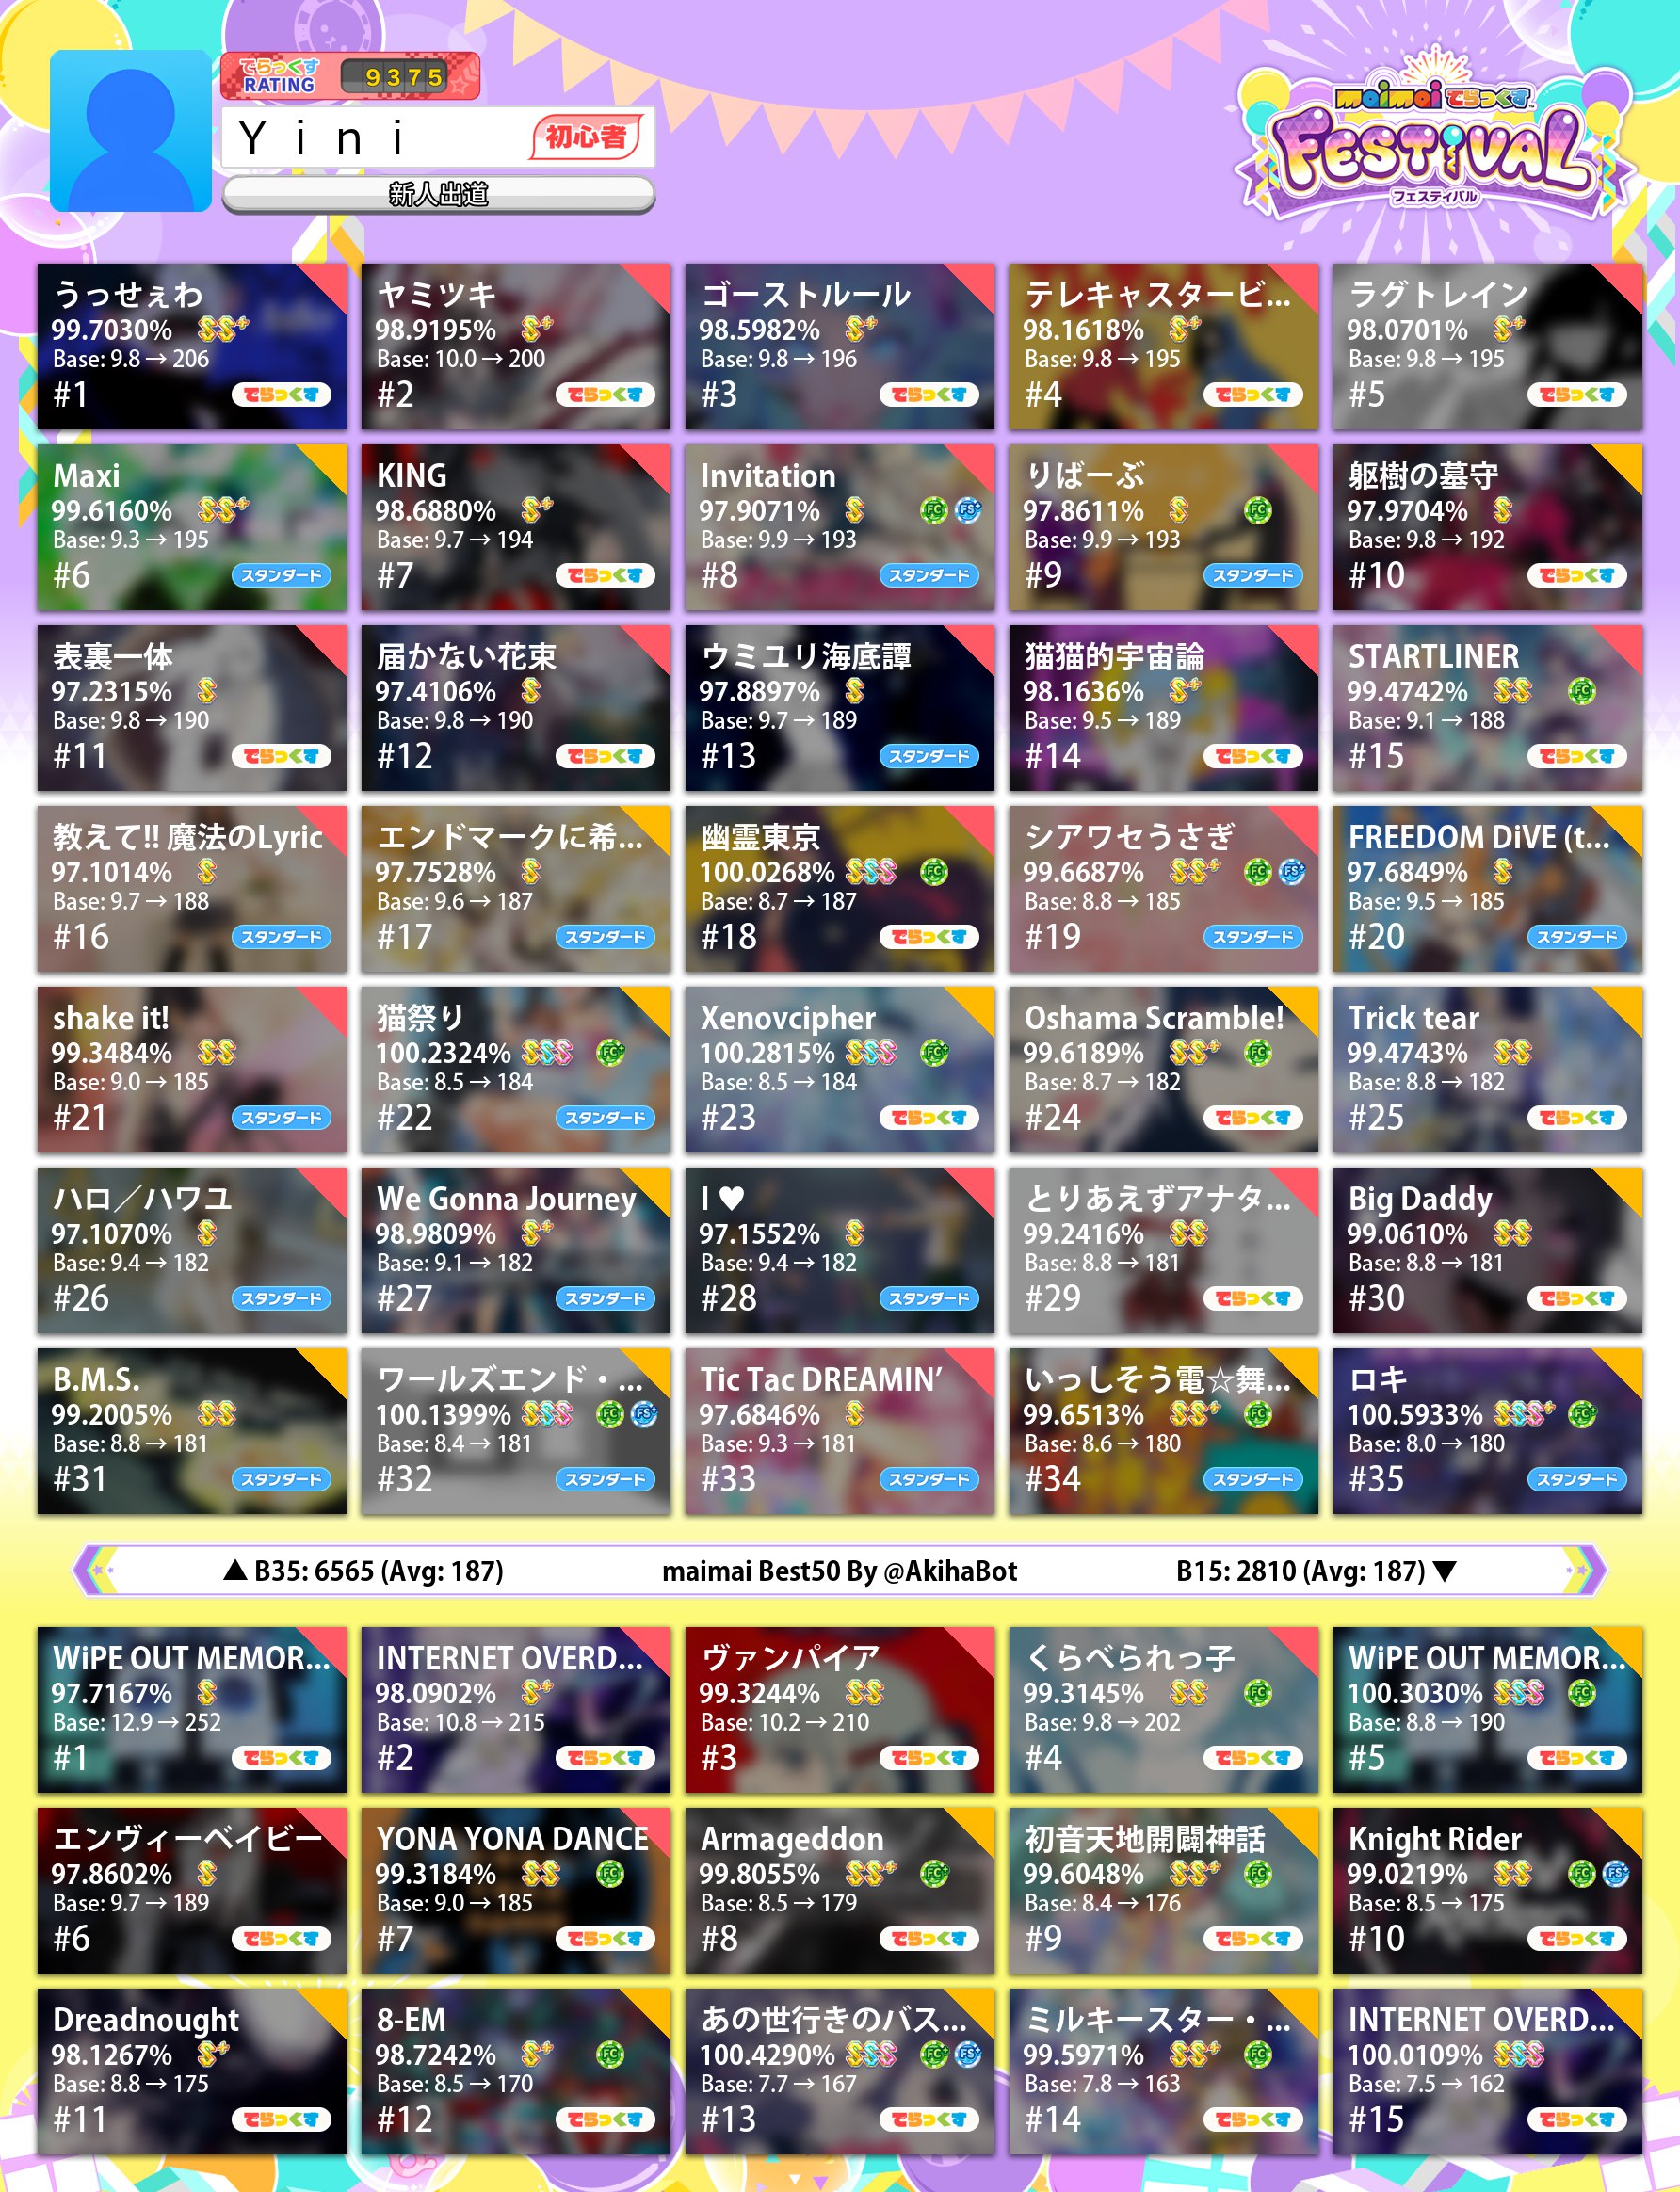 でらっくす
RATING
9375
Yini
初心者
新人出道
maimai でらっくす
FESTiVAL
フェスティバル
うっせぇわ
99.7030% SS+
Base: 9.8 → 206
#1 でらっくす
ヤミツキ
98.9195% S+
Base: 10.0 → 200
#2 でらっくす
ゴーストルール
98.5982% S+
Base: 9.8 → 196
#3 でらっくす
テレキャスタービ...
98.1618% S+
Base: 9.8 → 195
#4 でらっくす
ラグトレイン
98.0701% S+
Base: 9.8 → 195
#5 でらっくす
Maxi
99.6160% SS+
Base: 9.3 → 195
#6 スタンダード
KING
98.6880% S+
Base: 9.7 → 194
#7 でらっくす
Invitation
97.9071% S FC FS+
Base: 9.9 → 193
#8 スタンダード
りばーぶ
97.8611% S FC
Base: 9.9 → 193
#9 スタンダード
躯樹の墓守
97.9704% S
Base: 9.8 → 192
#10 でらっくす
表裏一体
97.2315% S
Base: 9.8 → 190
#11 でらっくす
届かない花束
97.4106% S
Base: 9.8 → 190
#12 でらっくす
ウミユリ海底譚
97.8897% S
Base: 9.7 → 189
#13 スタンダード
猫猫的宇宙論
98.1636% S+
Base: 9.5 → 189
#14 でらっくす
STARTLINER
99.4742% SS FC
Base: 9.1 → 188
#15 でらっくす
教えて!! 魔法のLyric
97.1014% S
Base: 9.7 → 188
#16 スタンダード
エンドマークに希...
97.7528% S
Base: 9.6 → 187
#17 スタンダード
幽霊東京
100.0268% SSS FC
Base: 8.7 → 187
#18 でらっくす
シアワセうさぎ
99.6687% SS+ FC FS+
Base: 8.8 → 185
#19 スタンダード
FREEDOM DiVE (t...
97.6849% S
Base: 9.5 → 185
#20 スタンダード
shake it!
99.3484% SS
Base: 9.0 → 185
#21 スタンダード
猫祭り
100.2324% SSS FC+
Base: 8.5 → 184
#22 スタンダード
Xenovcipher
100.2815% SSS FC+
Base: 8.5 → 184
#23 でらっくす
Oshama Scramble!
99.6189% SS+ FC
Base: 8.7 → 182
#24 でらっくす
Trick tear
99.4743% SS
Base: 8.8 → 182
#25 でらっくす
ハロ／ハワユ
97.1070% S
Base: 9.4 → 182
#26 スタンダード
We Gonna Journey
98.9809% S+
Base: 9.1 → 182
#27 スタンダード
I ♥
97.1552% S
Base: 9.4 → 182
#28 スタンダード
とりあえずアナタ...
99.2416% SS
Base: 8.8 → 181
#29 でらっくす
Big Daddy
99.0610% SS
Base: 8.8 → 181
#30 でらっくす
B.M.S.
99.2005% SS
Base: 8.8 → 181
#31 スタンダード
ワールズエンド・...
100.1399% SSS FC FS+
Base: 8.4 → 181
#32 スタンダード
Tic Tac DREAMIN’
97.6846% S
Base: 9.3 → 181
#33 スタンダード
いっしそう電☆舞...
99.6513% SS+ FC
Base: 8.6 → 180
#34 スタンダード
ロキ
100.5933% SSS+ FC+
Base: 8.0 → 180
#35 スタンダード
▲ B35: 6565 (Avg: 187)
maimai Best50 By @AkihaBot
B15: 2810 (Avg: 187) ▼
WiPE OUT MEMOR...
97.7167% S
Base: 12.9 → 252
#1 でらっくす
INTERNET OVERD...
98.0902% S+
Base: 10.8 → 215
#2 でらっくす
ヴァンパイア
99.3244% SS
Base: 10.2 → 210
#3 でらっくす
くらべられっ子
99.3145% SS FC
Base: 9.8 → 202
#4 でらっくす
WiPE OUT MEMOR...
100.3030% SSS FC
Base: 8.8 → 190
#5 でらっくす
エンヴィーベイビー
97.8602% S
Base: 9.7 → 189
#6 でらっくす
YONA YONA DANCE
99.3184% SS FC
Base: 9.0 → 185
#7 でらっくす
Armageddon
99.8055% SS+ FC+
Base: 8.5 → 179
#8 でらっくす
初音天地開闢神話
99.6048% SS+ FC
Base: 8.4 → 176
#9 でらっくす
Knight Rider
99.0219% SS FC FS+
Base: 8.5 → 175
#10 でらっくす
Dreadnought
98.1267% S+
Base: 8.8 → 175
#11 でらっくす
8-EM
98.7242% S+ FC
Base: 8.5 → 170
#12 でらっくす
あの世行きのバス...
100.4290% SSS FC+ FS+
Base: 7.7 → 167
#13 でらっくす
ミルキースター・...
99.5971% SS+ FC
Base: 7.8 → 163
#14 でらっくす
INTERNET OVERD...
100.0109% SSS
Base: 7.5 → 162
#15 でらっくす